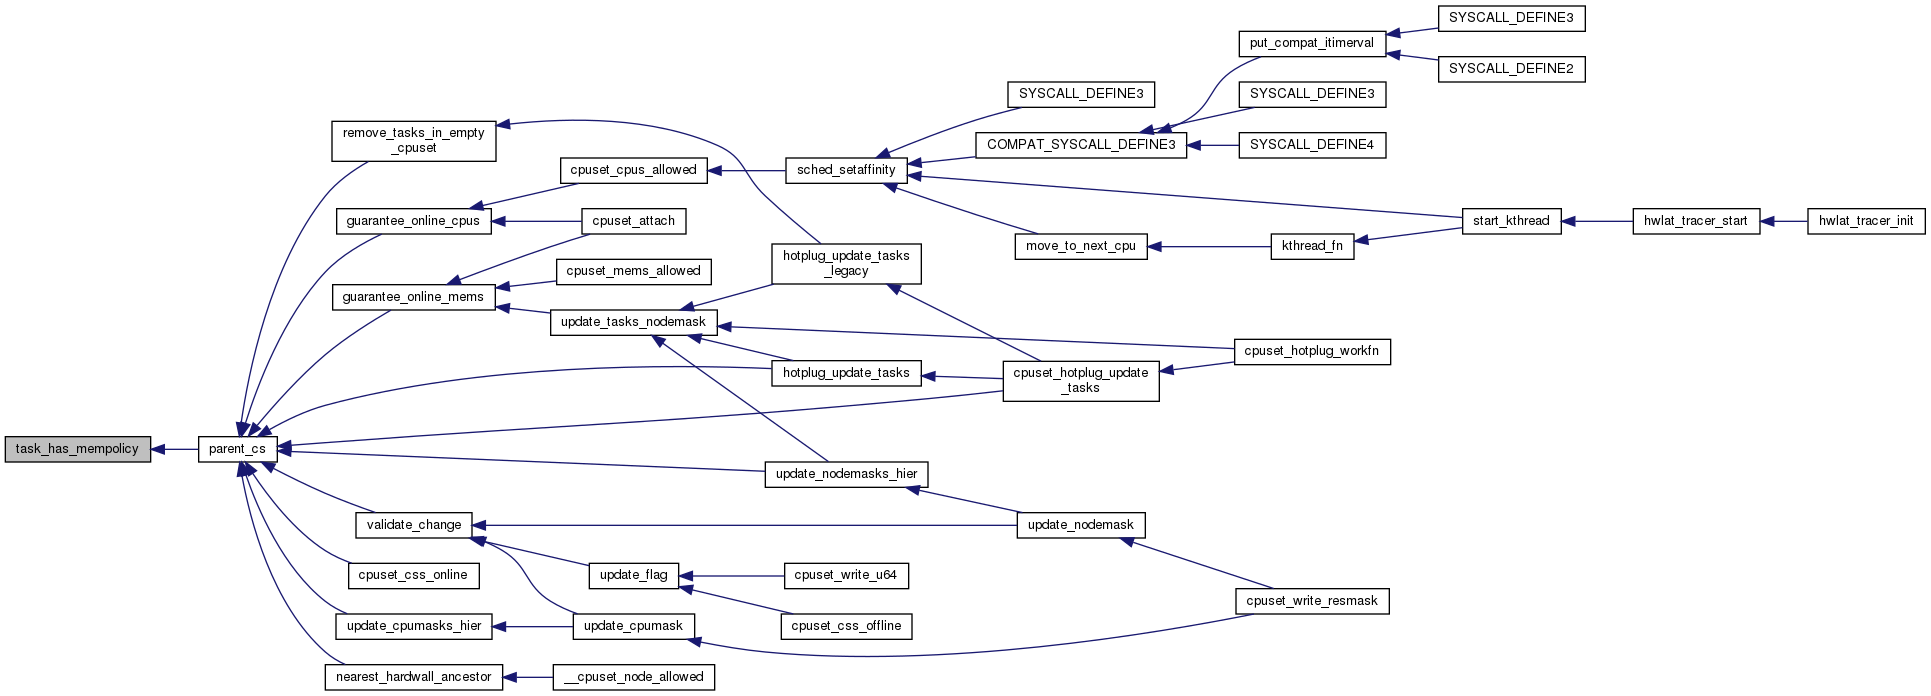 SYSCALL_DEFINE3
put_compat_itimerval
SYSCALL_DEFINE2
SYSCALL_DEFINE3
SYSCALL_DEFINE3
remove_tasks_in_empty
_cpuset
COMPAT_SYSCALL_DEFINE3
SYSCALL_DEFINE4
cpuset_cpus_allowed
sched_setaffinity
guarantee_online_cpus
cpuset_attach
start_kthread
hwlat_tracer_start
hwlat_tracer_init
move_to_next_cpu
kthread_fn
hotplug_update_tasks
_legacy
cpuset_mems_allowed
guarantee_online_mems
update_tasks_nodemask
cpuset_hotplug_workfn
hotplug_update_tasks
cpuset_hotplug_update
_tasks
task_has_mempolicy
parent_cs
update_nodemasks_hier
validate_change
update_nodemask
cpuset_css_online
update_flag
cpuset_write_u64
cpuset_write_resmask
update_cpumasks_hier
update_cpumask
cpuset_css_offline
nearest_hardwall_ancestor
__cpuset_node_allowed